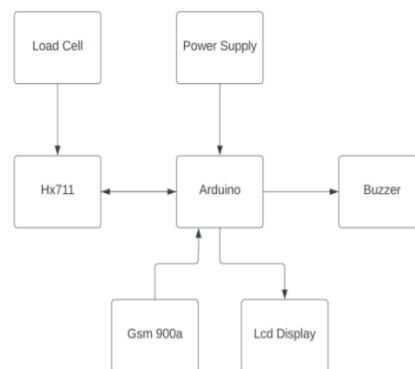 Load Cell
Power Supply
Hx711
Arduino
Buzzer
Gsm 900a
Lcd Display